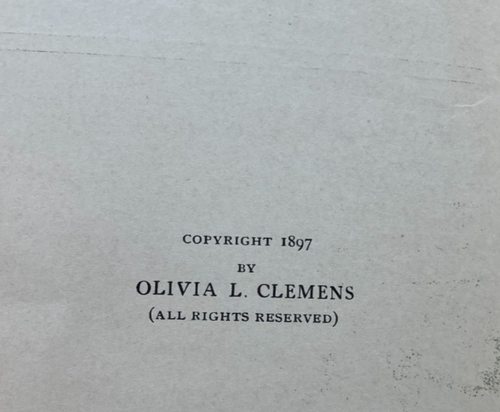 COPYRIGHT 1897
BY
OLIVIA L. CLEMENS
(ALL RIGHTS RESERVED)